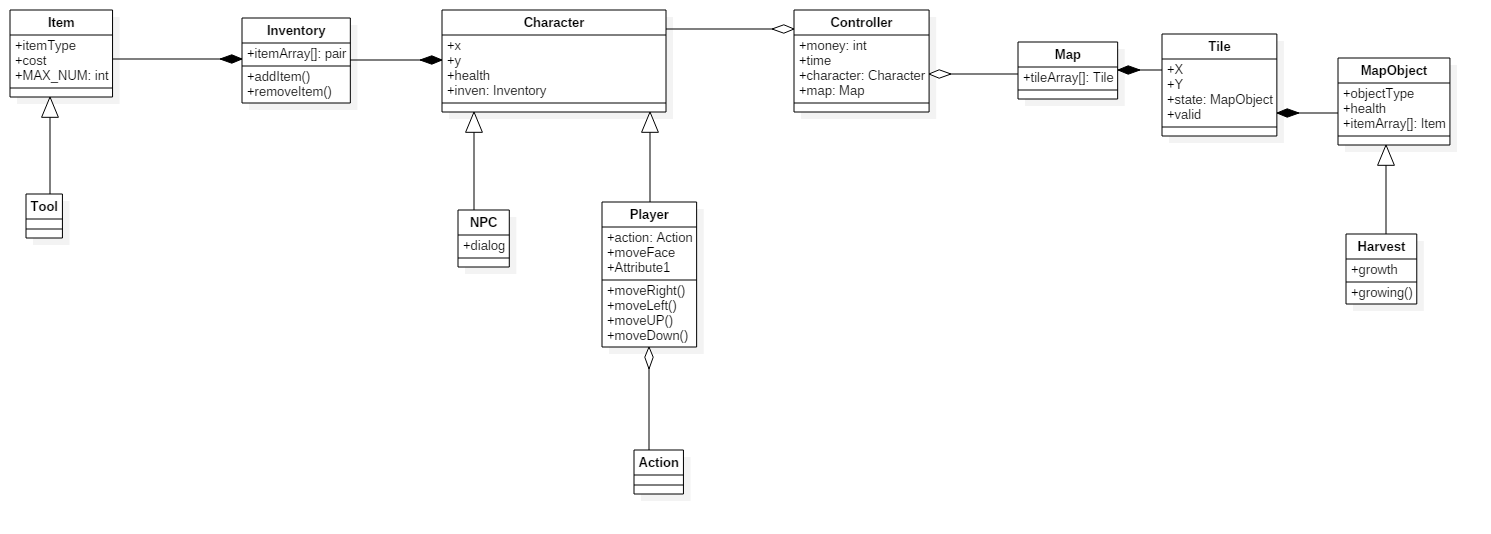 Item
+itemType
+cost
+MAX_NUM: int
Inventory
+itemArray[]: pair
+addItem()
+removeItem()
Character
+x
+y
+health
+inven: Inventory
Controller
+money: int
+time
+character: Character
+map: Map
Map
+tileArray[]: Tile
Tile
+X
+Y
+state: MapObject
+valid
MapObject
+objectType
+health
+itemArray[]: Item
Tool
NPC
+dialog
Player
+action: Action
+moveFace
+Attribute1
+moveRight()
+moveLeft()
+moveUP()
+moveDown()
Harvest
+growth
+growing()
Action